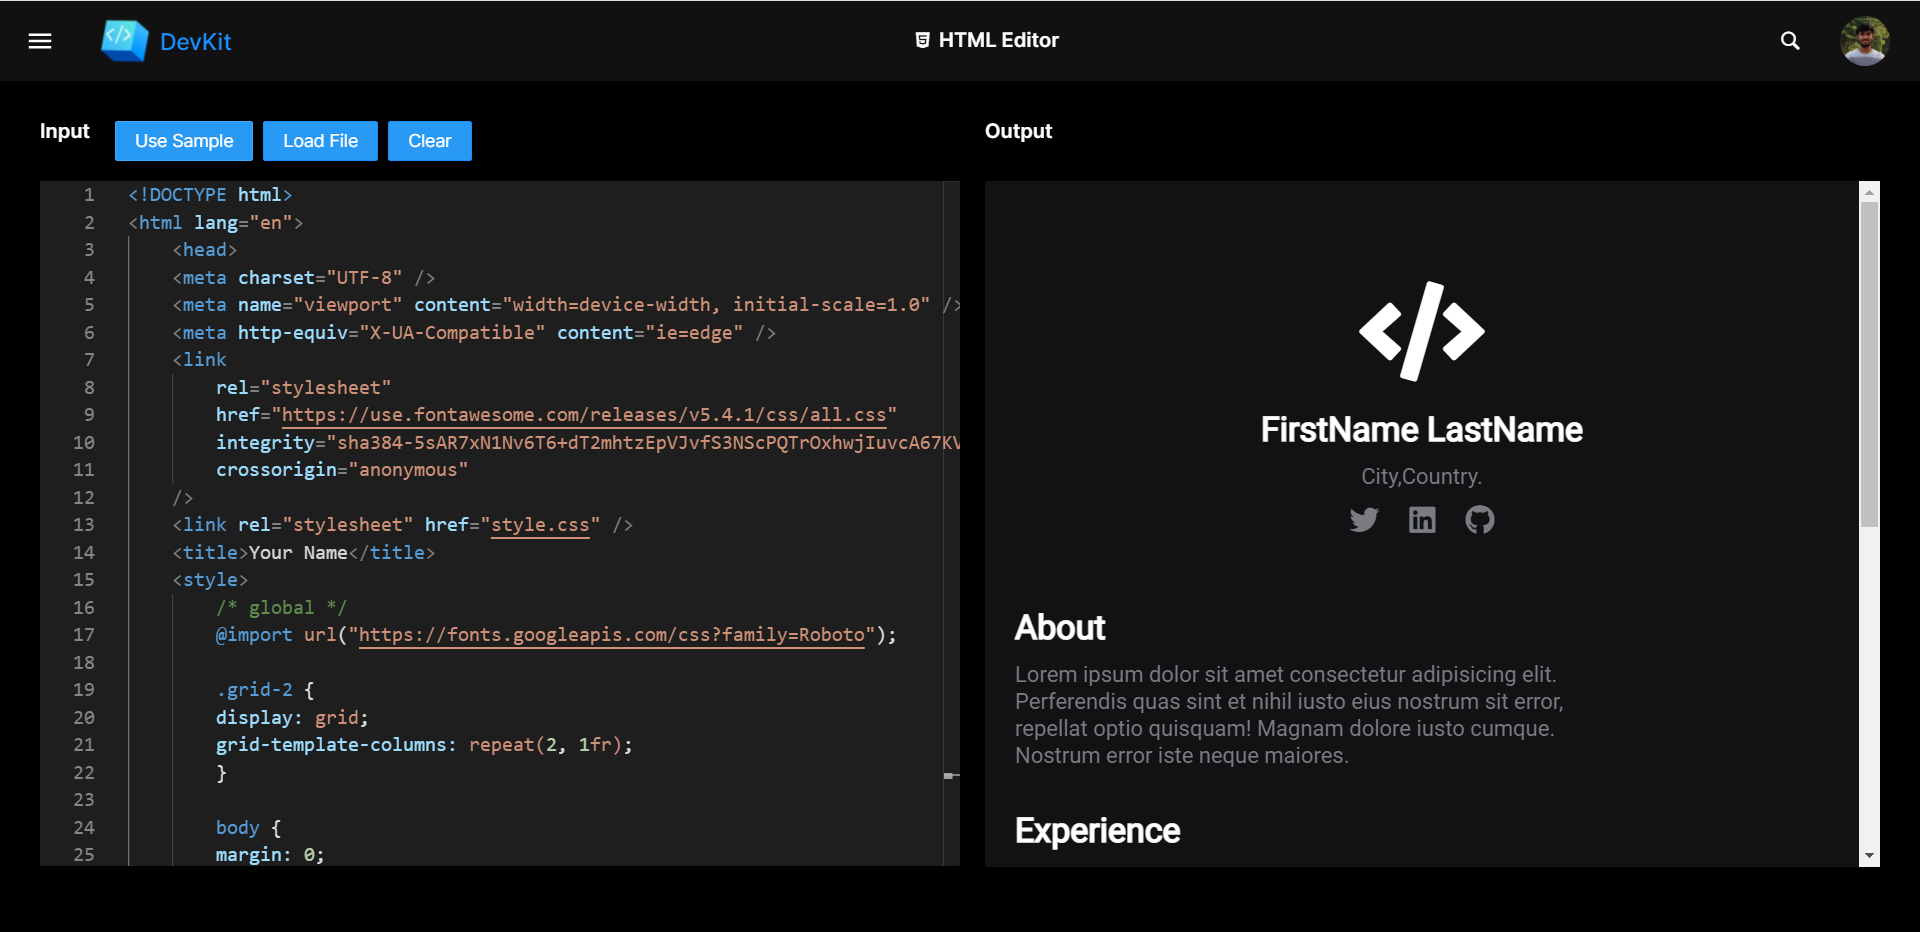 DevKit
HTML Editor
Input
Use Sample
Load File
Clear
Output
1 <!DOCTYPE html>
2 <html lang="en">
3 <head>
4 <meta charset="UTF-8" />
5 <meta name="viewport" content="width=device-width, initial-scale=1.0" />
6 <meta http-equiv="X-UA-Compatible" content="ie=edge" />
7 <link
8 rel="stylesheet"
9 href="https://use.fontawesome.com/releases/v5.4.1/css/all.css"
10 integrity="sha384-5sAR7xN1Nv6T6+dT2mhtzEpVJvfS3NScPQTrOxhwjIuvcA67KV
11 crossorigin="anonymous"
12 />
13 <link rel="stylesheet" href="style.css" />
14 <title>Your Name</title>
15 <style>
16 /* global */
17 @import url("https://fonts.googleapis.com/css?family=Roboto");
18
19 .grid-2 {
20 display: grid;
21 grid-template-columns: repeat(2, 1fr);
22 }
23
24 body {
25 margin: 0;
FirstName LastName
City,Country.
About
Lorem ipsum dolor sit amet consectetur adipisicing elit.
Perferendis quas sint et nihil iusto eius nostrum sit error,
repellat optio quisquam! Magnam dolore iusto cumque.
Nostrum error iste neque maiores.
Experience